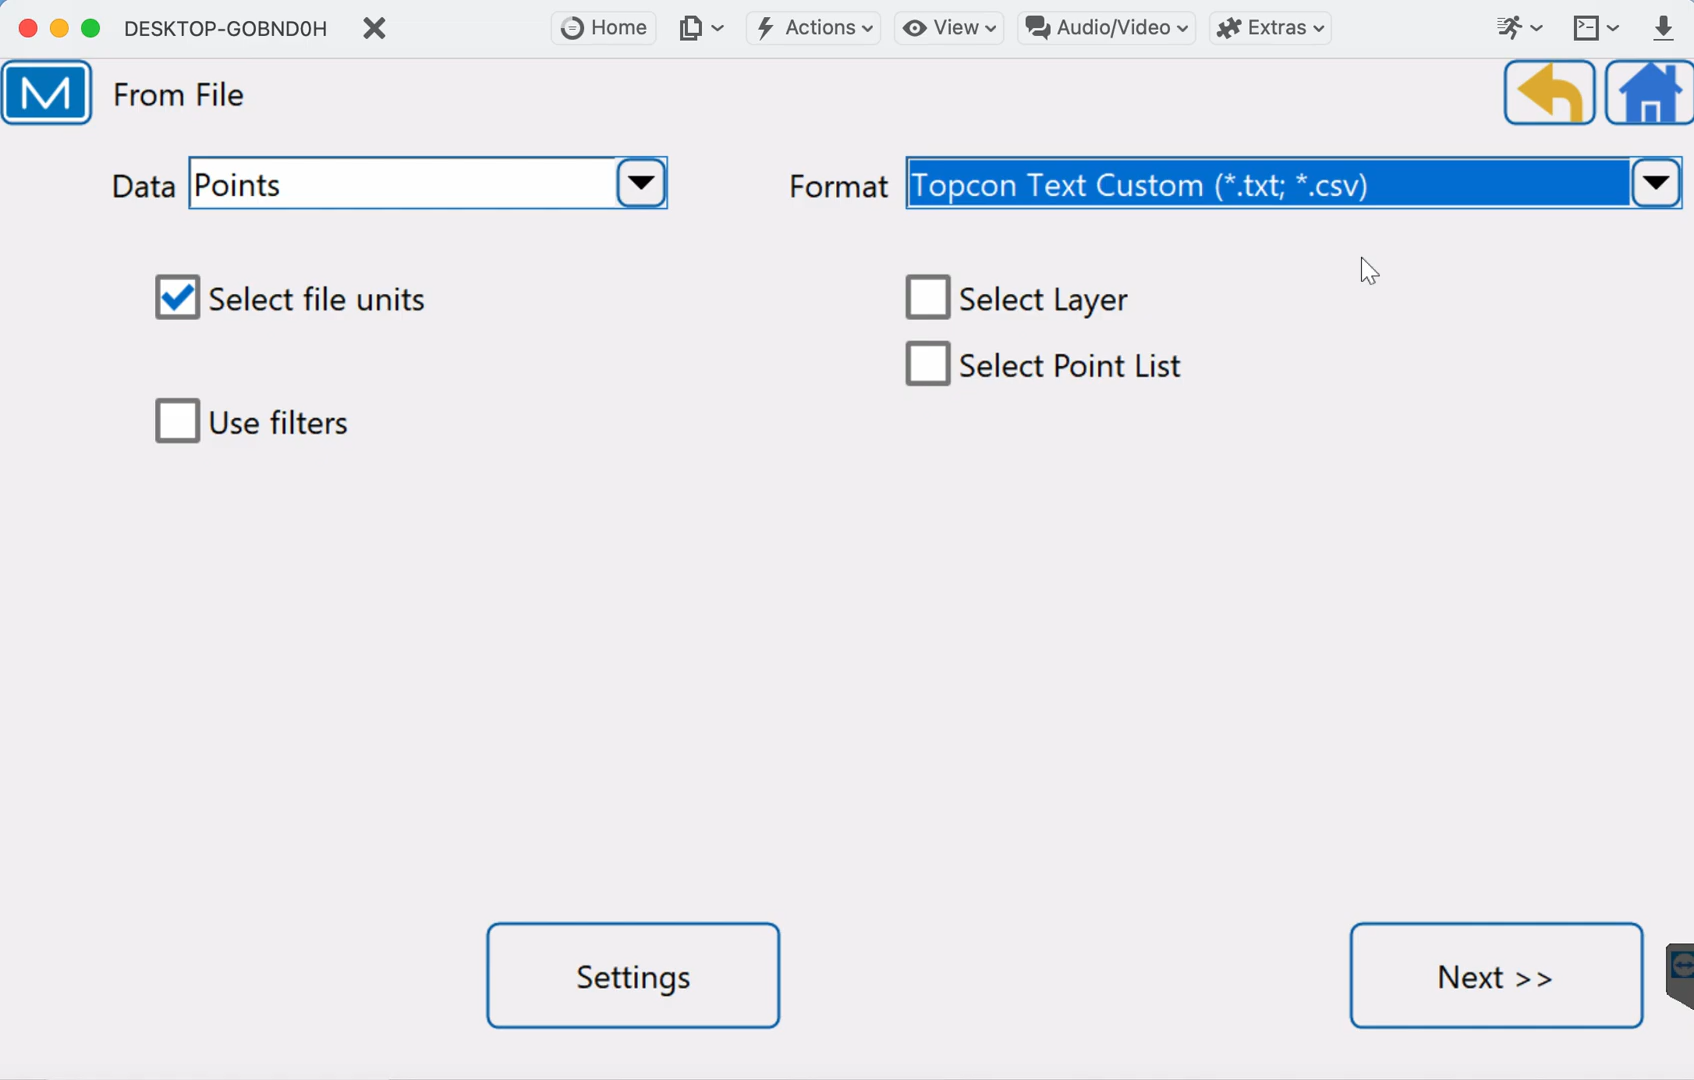 DESKTOP-GOBND0H Home Actions View Audio/Video Extras
M From File
Data Points Format Topcon Text Custom (*.txt; *.csv)
Select file units Select Layer
Select Point List
Use filters
Settings Next >>